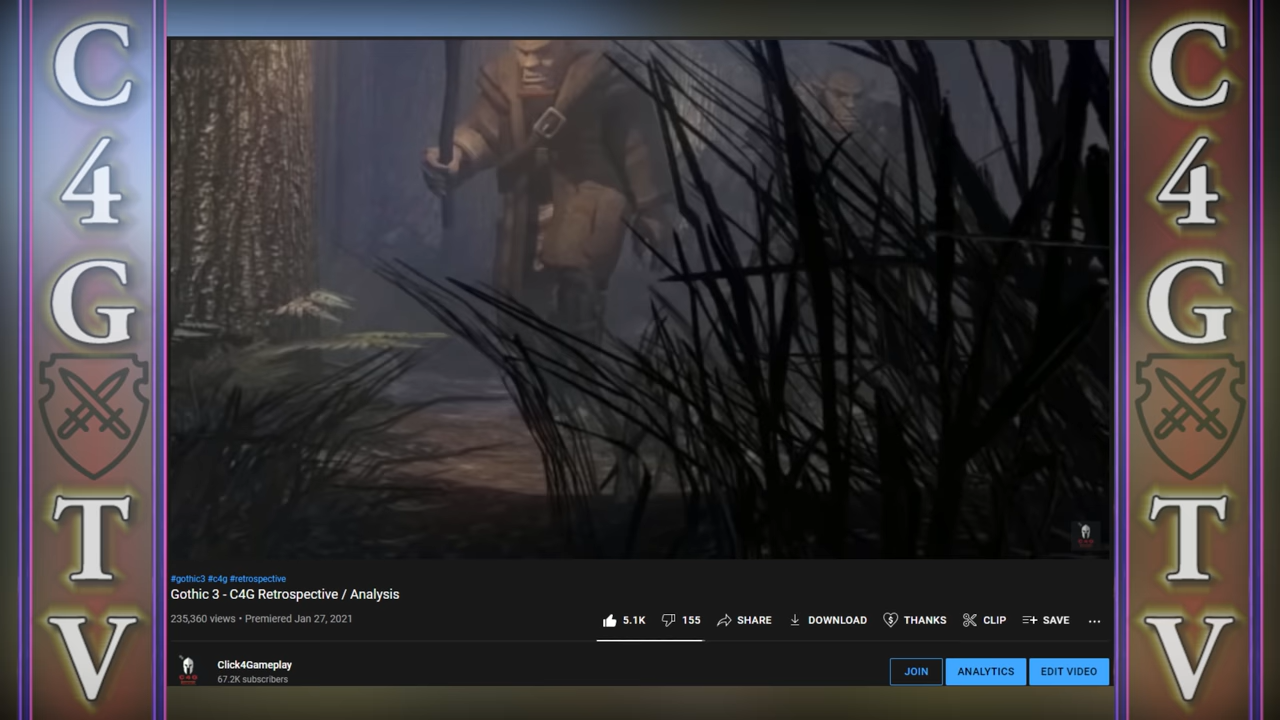 C
4
G
T
V
#gothic3 #c4g #retrospective
Gothic 3 - C4G Retrospective / Analysis
235,360 views • Premiered Jan 27, 2021
5.1K 155 SHARE DOWNLOAD THANKS CLIP SAVE ...
Click4Gameplay
67.2K subscribers
JOIN ANALYTICS EDIT VIDEO
C
4
G
T
V